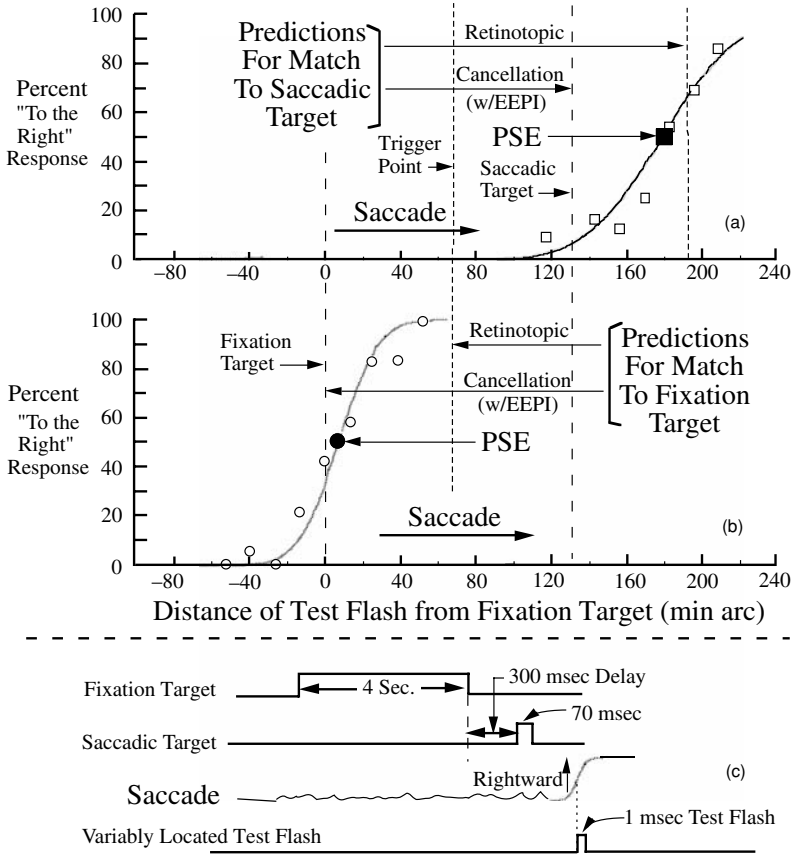 100
80
60
40
20
0
Percent
"To the
Right"
Response
Predictions
For Match
To Saccadic
Target
Retinotopic
Cancellation
(w/EEPI)
PSE
Trigger
Point
Saccadic
Target
Saccade
(a)
−80 −40 0 40 80 120 160 200 240
100
80
60
40
20
0
Percent
"To the
Right"
Response
Fixation
Target
Retinotopic
Cancellation
(w/EEPI)
Predictions
For Match
To Fixation
Target
PSE
Saccade
(b)
−80 −40 0 40 80 120 160 200 240
Distance of Test Flash from Fixation Target (min arc)
Fixation Target
4 Sec.
300 msec Delay
70 msec
Saccadic Target
Rightward
(c)
Saccade
1 msec Test Flash
Variably Located Test Flash